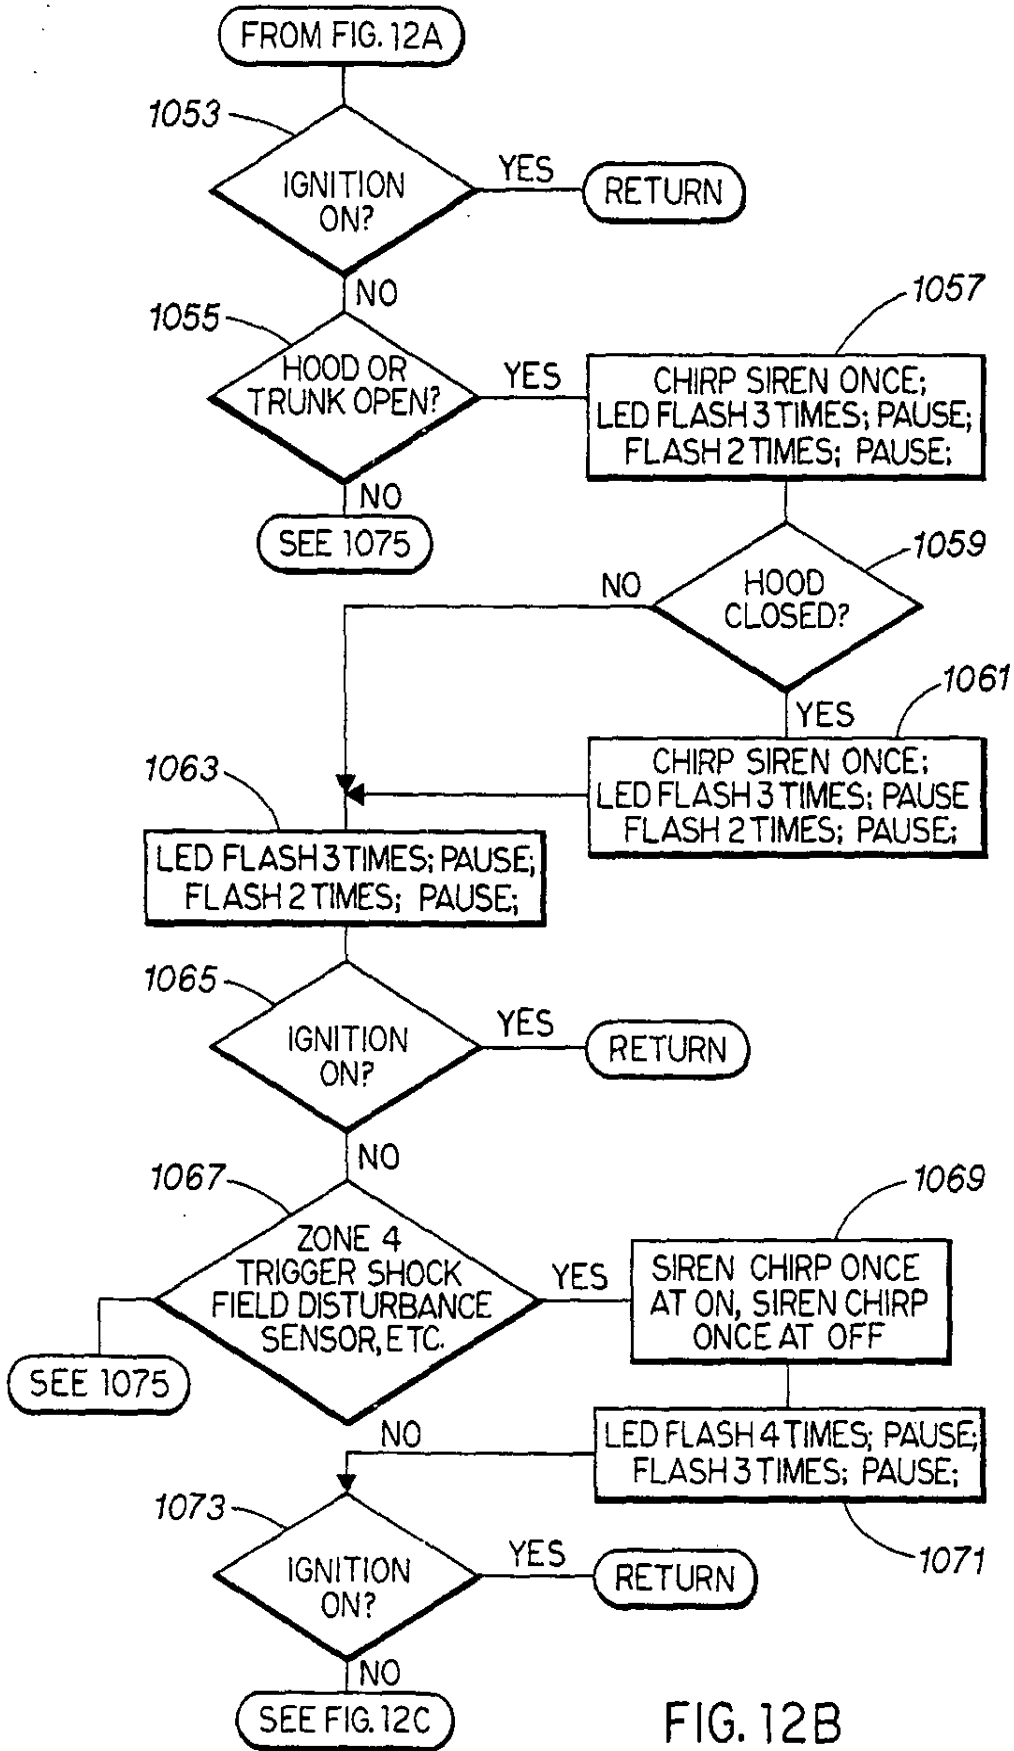 FROM FIG. 12A
1053
IGNITION
ON?
YES
RETURN
NO
1055
HOOD OR
TRUNK OPEN?
YES
1057
CHIRP SIREN ONCE;
LED FLASH 3 TIMES; PAUSE;
FLASH 2 TIMES; PAUSE;
NO
SEE 1075
1059
HOOD
CLOSED?
NO
YES
1061
CHIRP SIREN ONCE;
LED FLASH 3 TIMES; PAUSE
FLASH 2 TIMES; PAUSE;
1063
LED FLASH 3 TIMES; PAUSE;
FLASH 2 TIMES; PAUSE;
1065
IGNITION
ON?
YES
RETURN
NO
1067
ZONE 4
TRIGGER SHOCK
FIELD DISTURBANCE
SENSOR, ETC.
YES
1069
SIREN CHIRP ONCE
AT ON, SIREN CHIRP
ONCE AT OFF
SEE 1075
NO
LED FLASH 4 TIMES; PAUSE;
FLASH 3 TIMES; PAUSE;
1071
1073
IGNITION
ON?
YES
RETURN
NO
SEE FIG. 12C
FIG. 12B